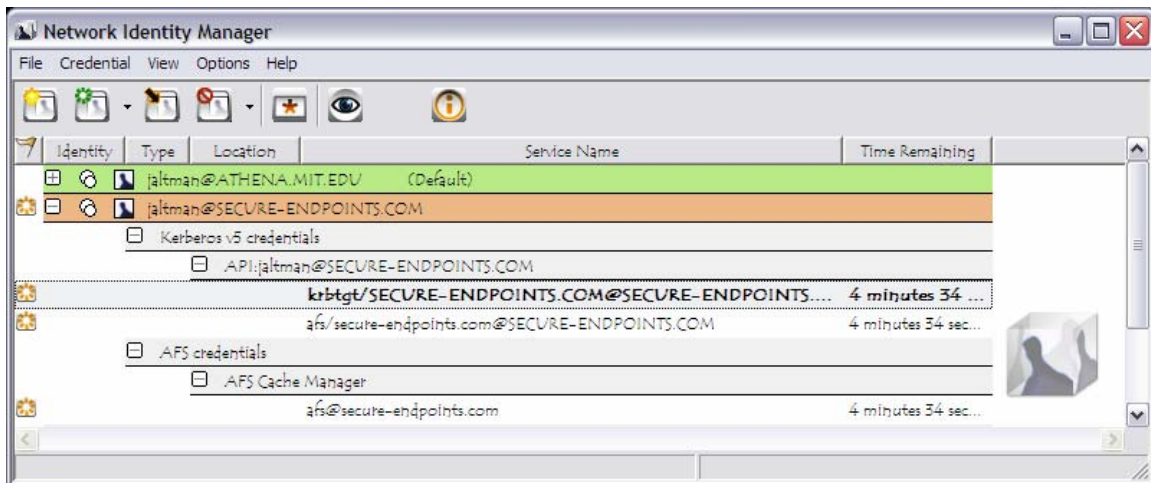 Network Identity Manager
File Credential View Options Help
Identity Type Location Service Name Time Remaining
jaltman@ATHENA.MIT.EDU (Default)
jaltman@SECURE-ENDPOINTS.COM
Kerberos v5 credentials
API:jaltman@SECURE-ENDPOINTS.COM
krbtgt/SECURE-ENDPOINTS.COM@SECURE-ENDPOINTS.... 4 minutes 34 ...
afs/secure-endpoints.com@SECURE-ENDPOINTS.COM 4 minutes 34 sec...
AFS credentials
AFS Cache Manager
afs@secure-endpoints.com 4 minutes 34 sec...